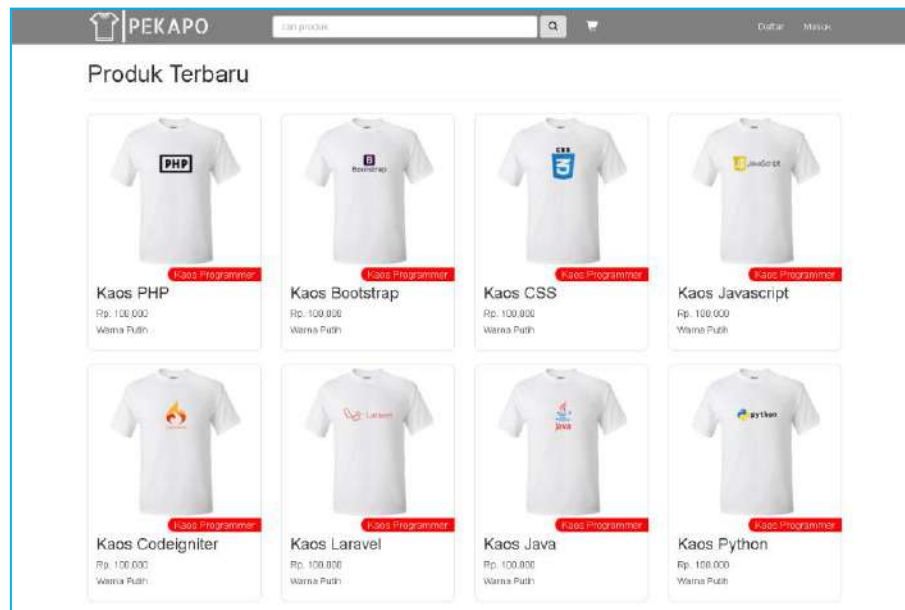 PEKAPO
cari produk
Daftar Masuk
Produk Terbaru
PHP
Bootstrap
CSS
JavaScript
Kaos Programmer Kaos Programmer Kaos Programmer Kaos Programmer
Kaos PHP Kaos Bootstrap Kaos CSS Kaos Javascript
Rp. 100.000 Rp. 100.000 Rp. 100.000 Rp. 100.000
Warna Putih Warna Putih Warna Putih Warna Putih
Laravel
Java
python
Kaos Programmer Kaos Programmer Kaos Programmer Kaos Programmer
Kaos Codeigniter Kaos Laravel Kaos Java Kaos Python
Rp. 100.000 Rp. 100.000 Rp. 100.000 Rp. 100.000
Warna Putih Warna Putih Warna Putih Warna Putih